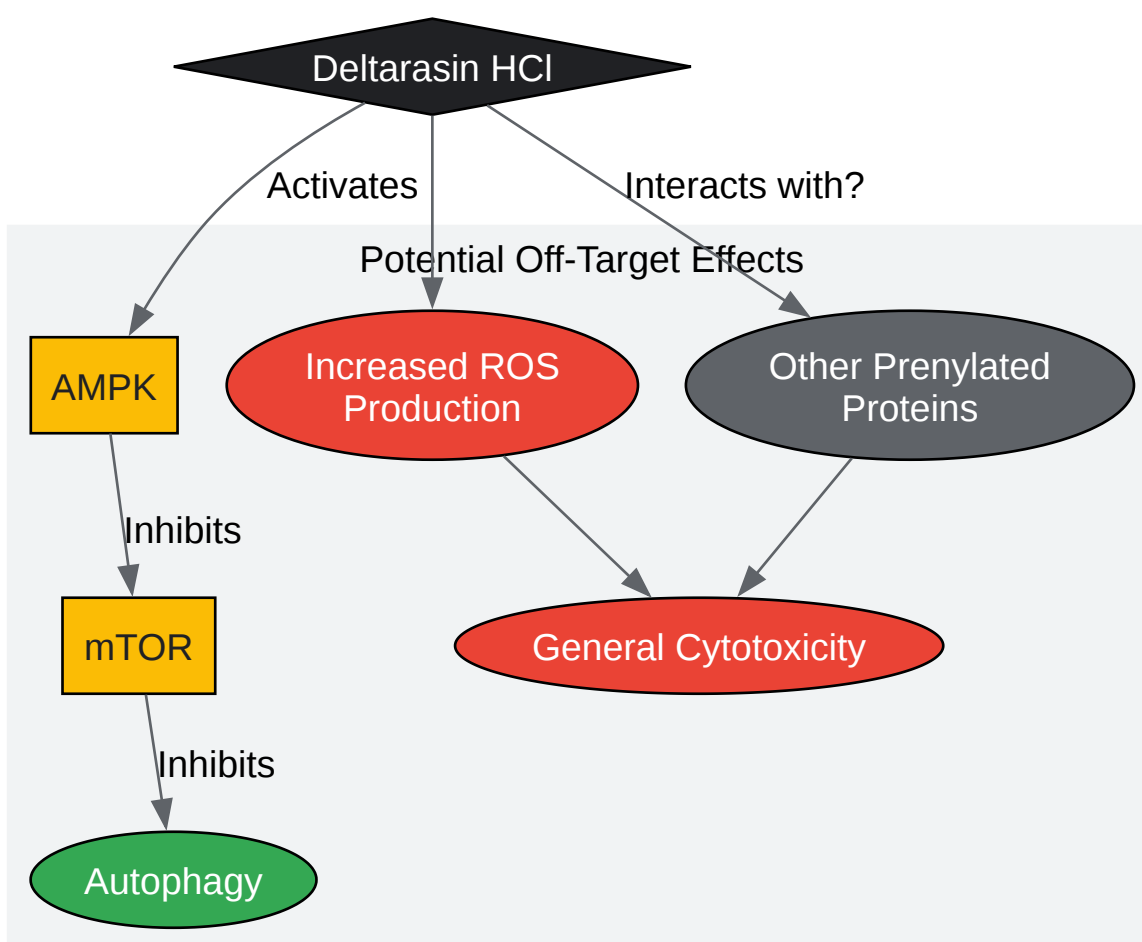 Deltarasin HCl
Activates
Interacts with?
Potential Off-Target Effects
AMPK
Increased ROS
Production
Other Prenylated
Proteins
Inhibits
mTOR
General Cytotoxicity
Inhibits
Autophagy